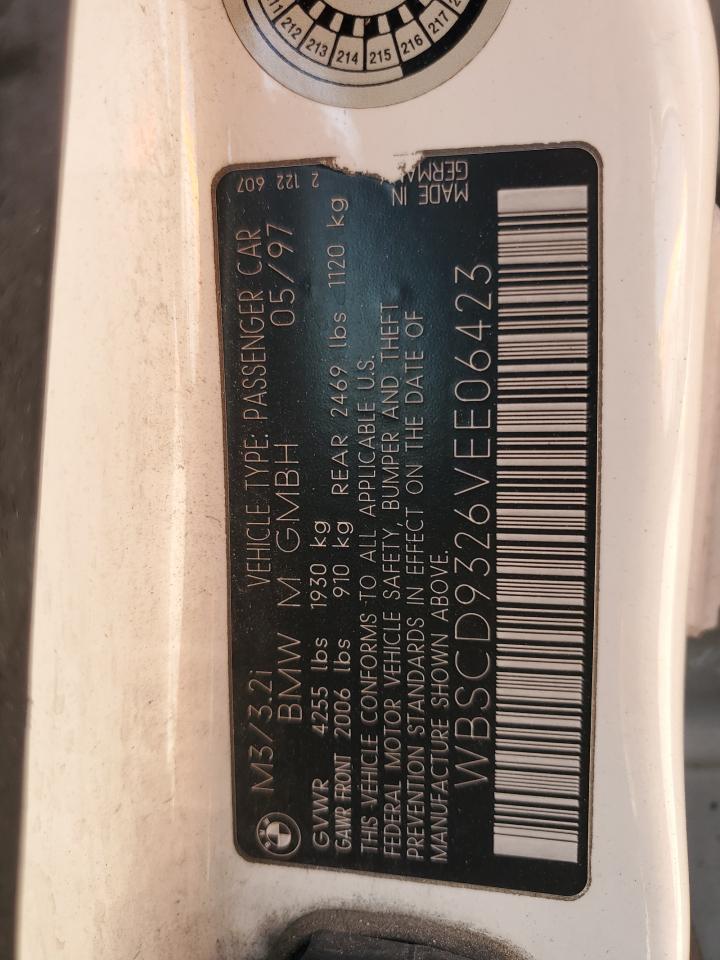 211 212 213 214 215 216 217
M3/3.2i VEHICLE TYPE: PASSENGER CAR 2 122 607
BMW M GMBH 05/97
GVWR 4255 lbs 1930 kg
GAWR FRONT 2006 lbs 910 kg REAR 2469 lbs 1120 kg
THIS VEHICLE CONFORMS TO ALL APPLICABLE U.S.
FEDERAL MOTOR VEHICLE SAFETY, BUMPER AND THEFT
PREVENTION STANDARDS IN EFFECT ON THE DATE OF
MANUFACTURE SHOWN ABOVE.
MADE IN
GERMANY
WBSCD9326VEE06423